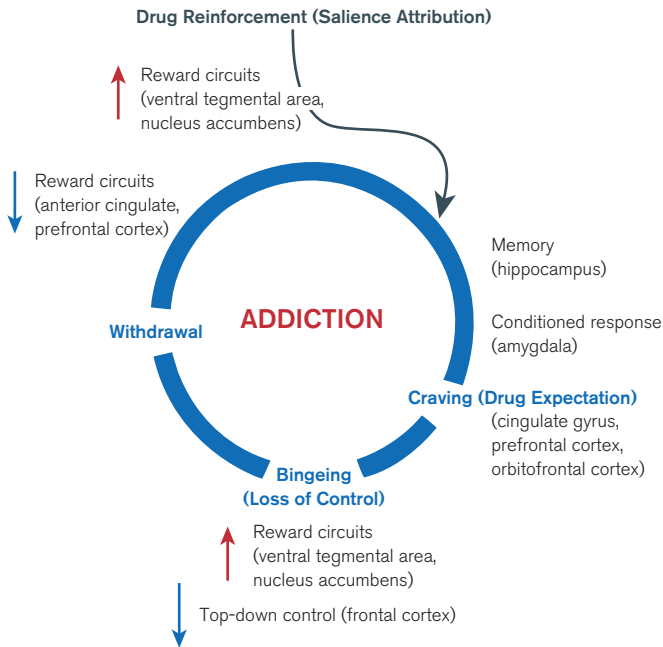 Drug Reinforcement (Salience Attribution)
Reward circuits
(ventral tegmental area,
nucleus accumbens)
Reward circuits
(anterior cingulate,
prefrontal cortex)
Memory
(hippocampus)
ADDICTION
Withdrawal
Conditioned response
(amygdala)
Craving (Drug Expectation)
(cingulate gyrus,
prefrontal cortex,
orbitofrontal cortex)
Bingeing
(Loss of Control)
Reward circuits
(ventral tegmental area,
nucleus accumbens)
Top-down control (frontal cortex)